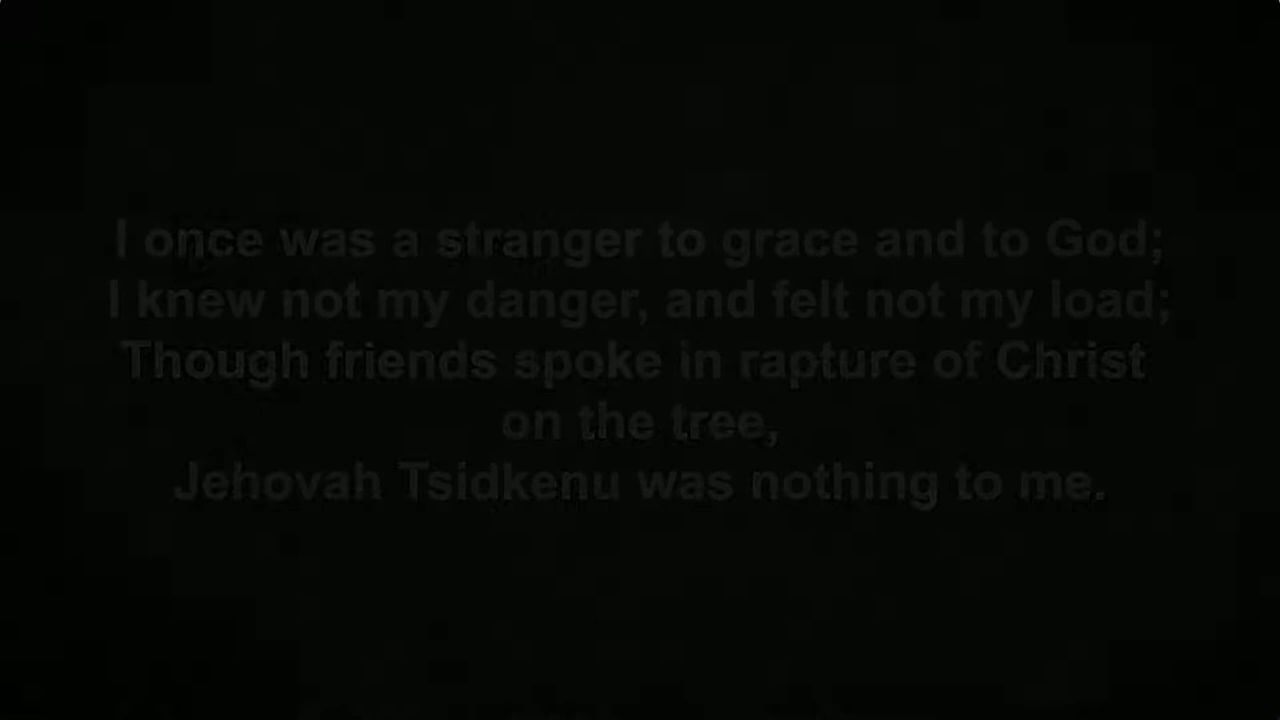 I once was a stranger to grace and to God;
I knew not my danger, and felt not my load;
Though friends spoke in rapture of Christ
on the tree,
Jehovah Tsidkenu was nothing to me.